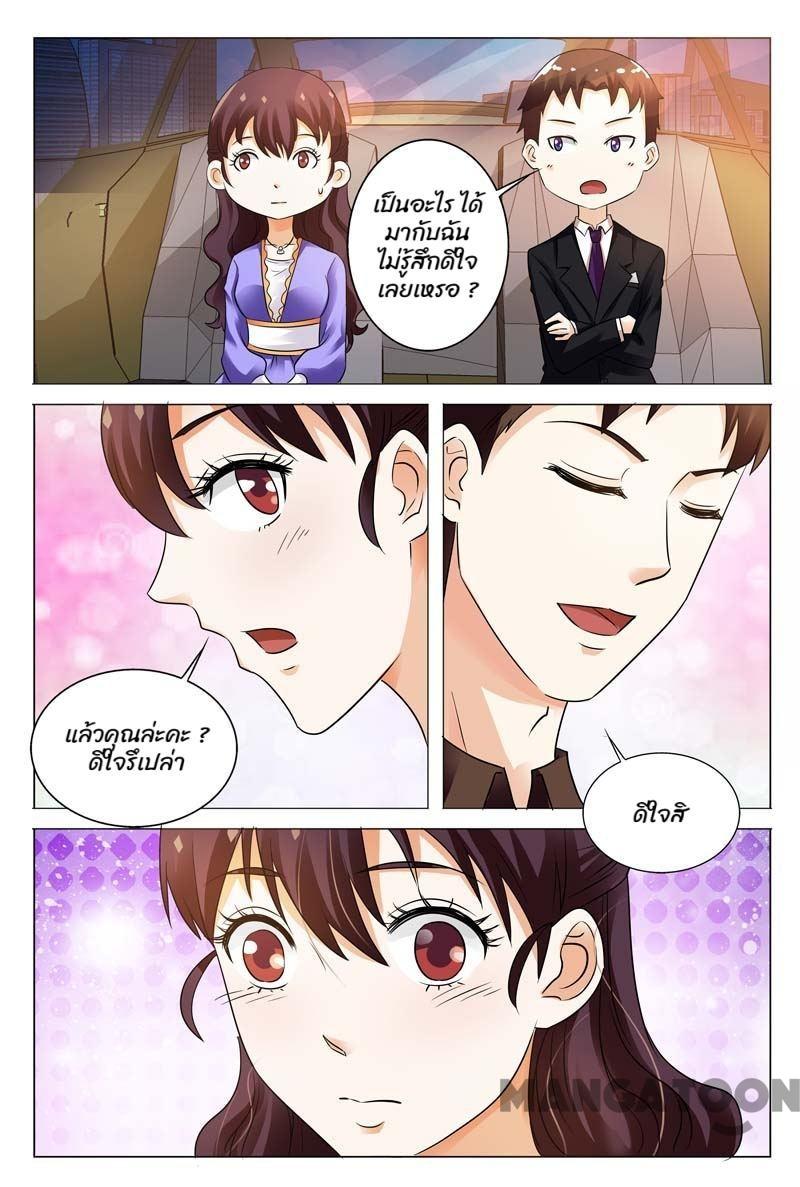 เป็นอะไร ได้
มากับฉัน
ไม่รู้สึกดีใจ
เลยเหรอ ?
แล้วคุณล่ะคะ ?
ดีใจรึเปล่า
ดีใจสิ
MANGATOON